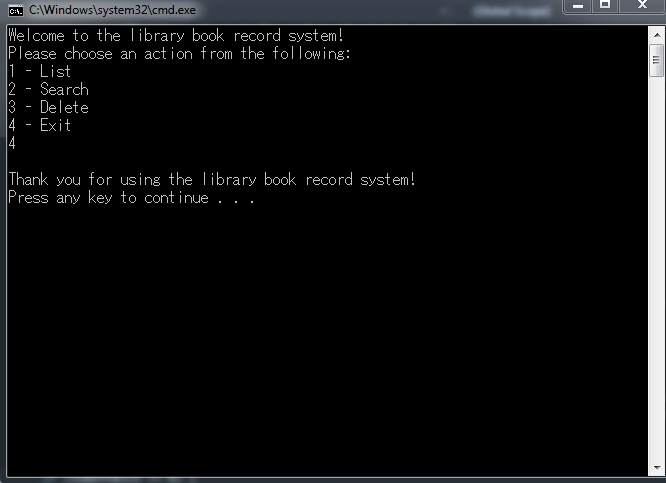 C:\Windows\system32\cmd.exe
Welcome to the library book record system!
Please choose an action from the following:
1 - List
2 - Search
3 - Delete
4 - Exit
4
Thank you for using the library book record system!
Press any key to continue . . .